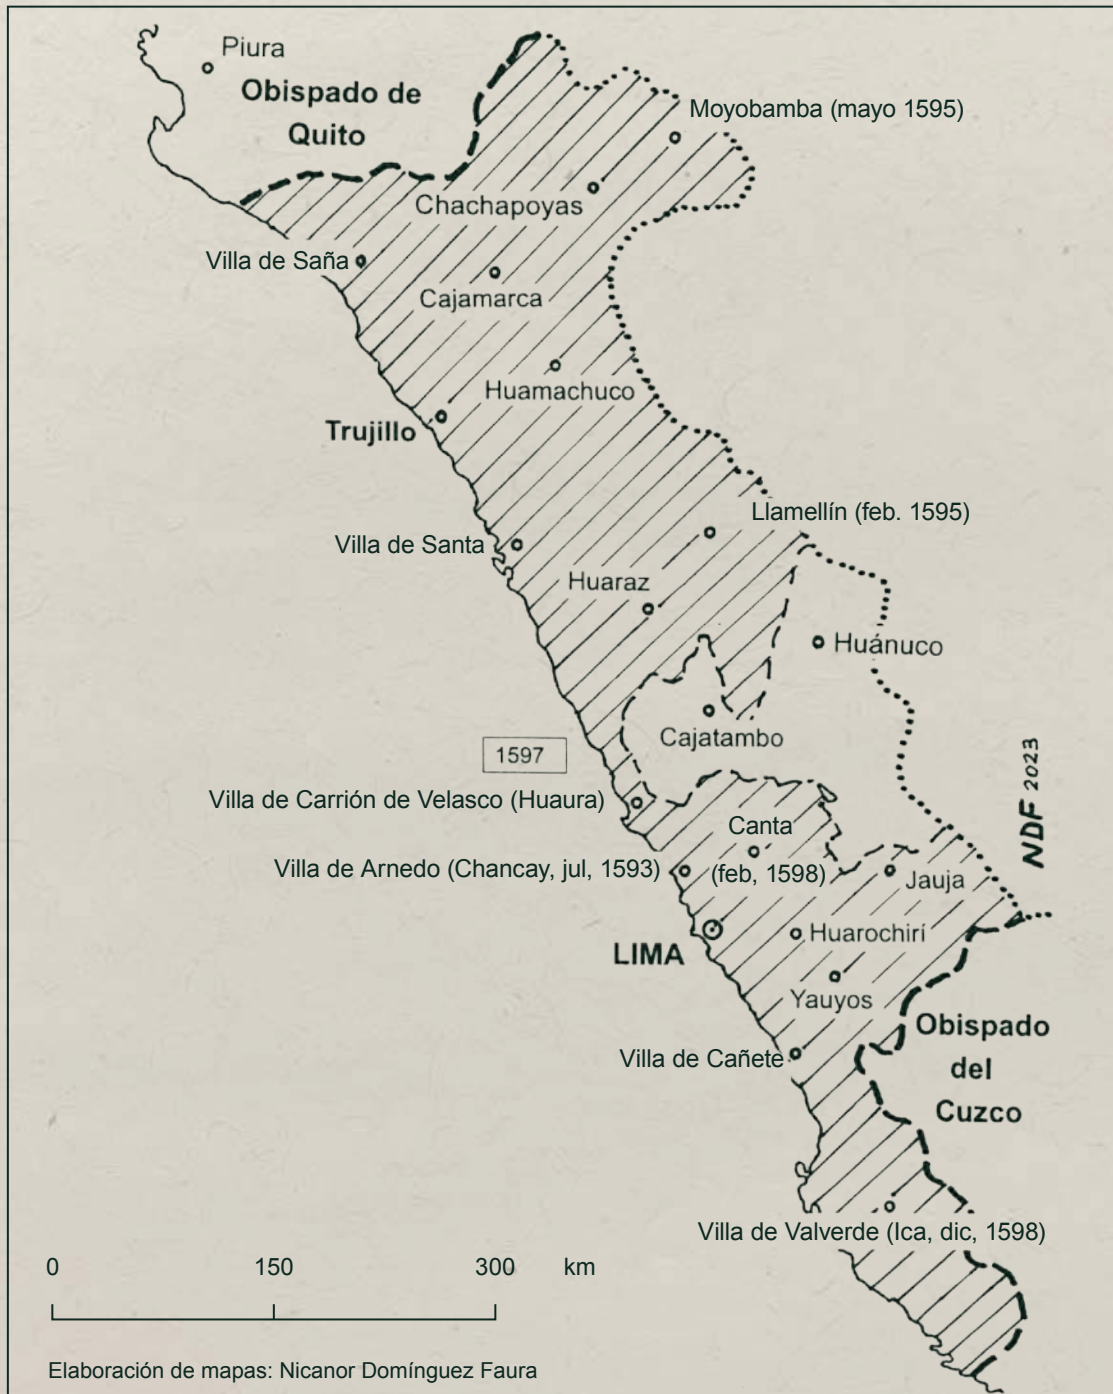 Piura
Obispado de
Quito
Moyobamba (mayo 1595)
Chachapoyas
Villa de Saña
Cajamarca
Huamachuco
Trujillo
Llamellín (feb. 1595)
Villa de Santa
Huaraz
Huánuco
Cajatambo
1597
NDF 2023
Villa de Carrión de Velasco (Huaura)
Canta
(feb, 1598)
Villa de Arnedo (Chancay, jul, 1593)
Jauja
Huarochirí
LIMA
Yauyos
Obispado
del
Cuzco
Villa de Cañete
Villa de Valverde (Ica, dic, 1598)
0 150 300 km
Elaboración de mapas: Nicanor Domínguez Faura